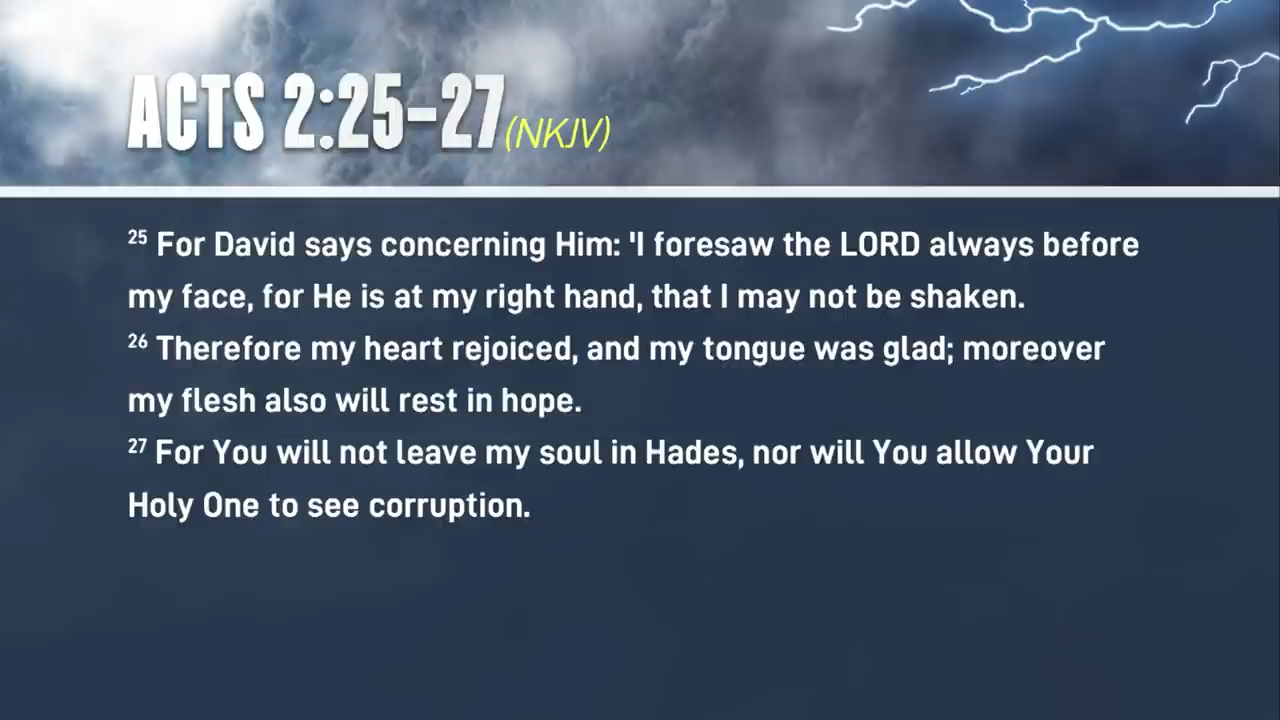 ACTS 2:25-27 (NKJV)
25 For David says concerning Him: 'I foresaw the LORD always before
my face, for He is at my right hand, that I may not be shaken.
26 Therefore my heart rejoiced, and my tongue was glad; moreover
my flesh also will rest in hope.
27 For You will not leave my soul in Hades, nor will You allow Your
Holy One to see corruption.